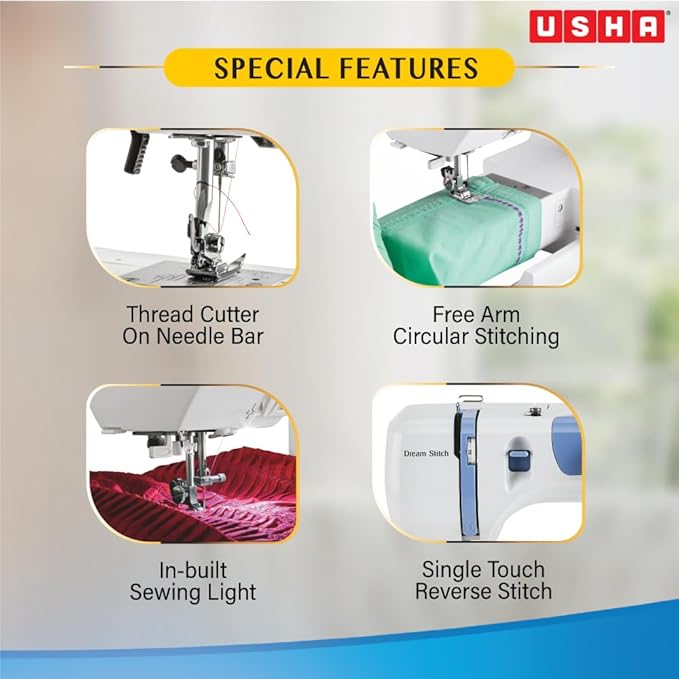 USHA
SPECIAL FEATURES
Thread Cutter
On Needle Bar
Free Arm
Circular Stitching
Dream Stitch
In-built
Sewing Light
Single Touch
Reverse Stitch